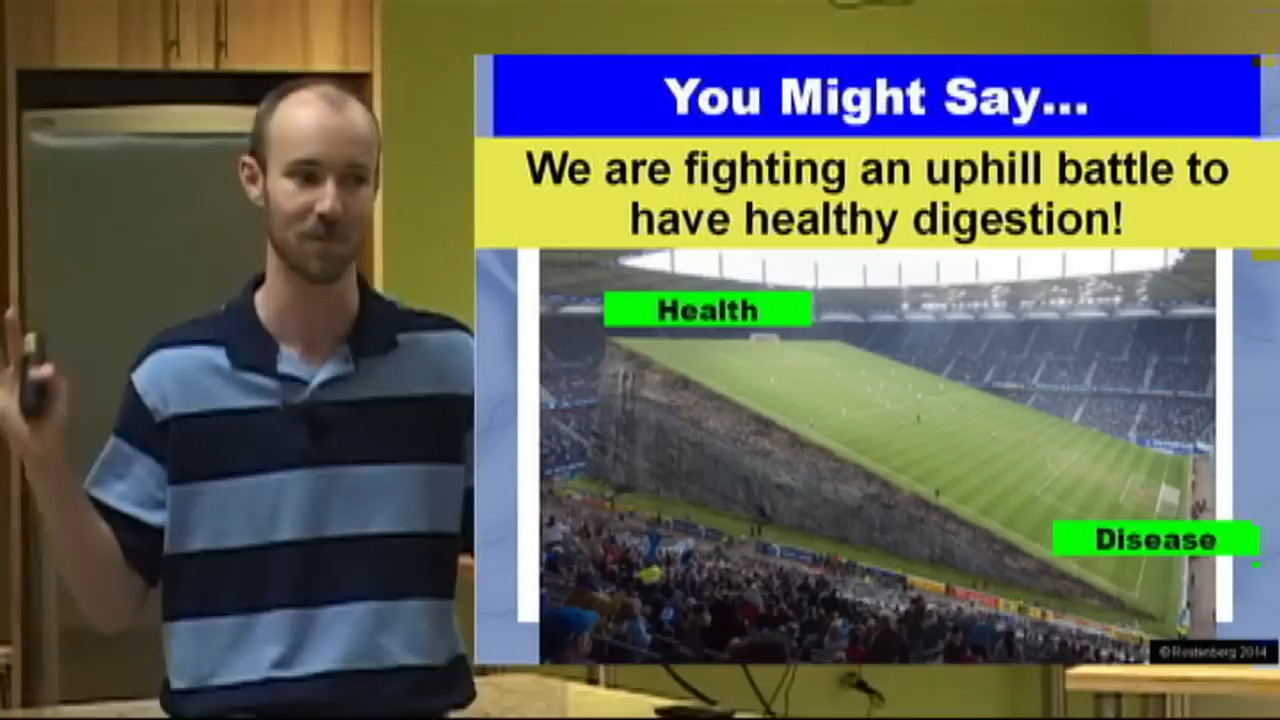 You Might Say...
We are fighting an uphill battle to
have healthy digestion!
Health
Disease
© Rostenberg 2014